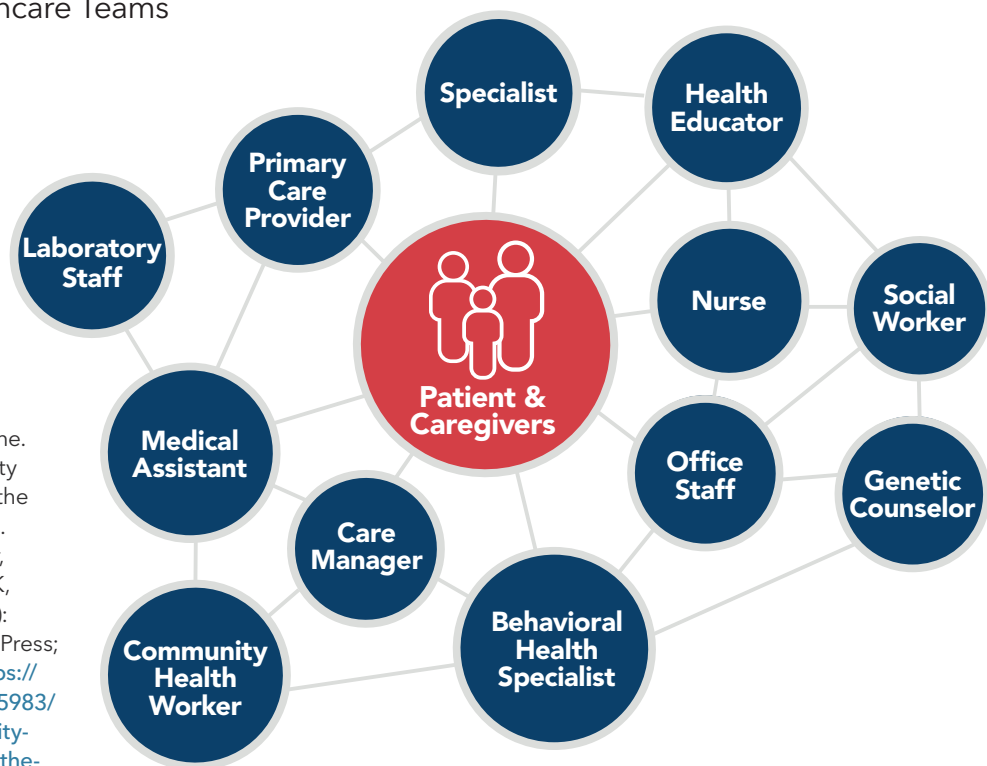 ncare Teams
Specialist
Health
Educator
Primary
Care
Provider
Laboratory
Staff
Nurse
Social
Worker
Patient &
Caregivers
Medical
Assistant
Office
Staff
Genetic
Counselor
Care
Manager
Behavioral
Health
Specialist
Community
Health
Worker
ne.
ty
the
.
,
K,
):
Press;
ps://
5983/
ity-
the-